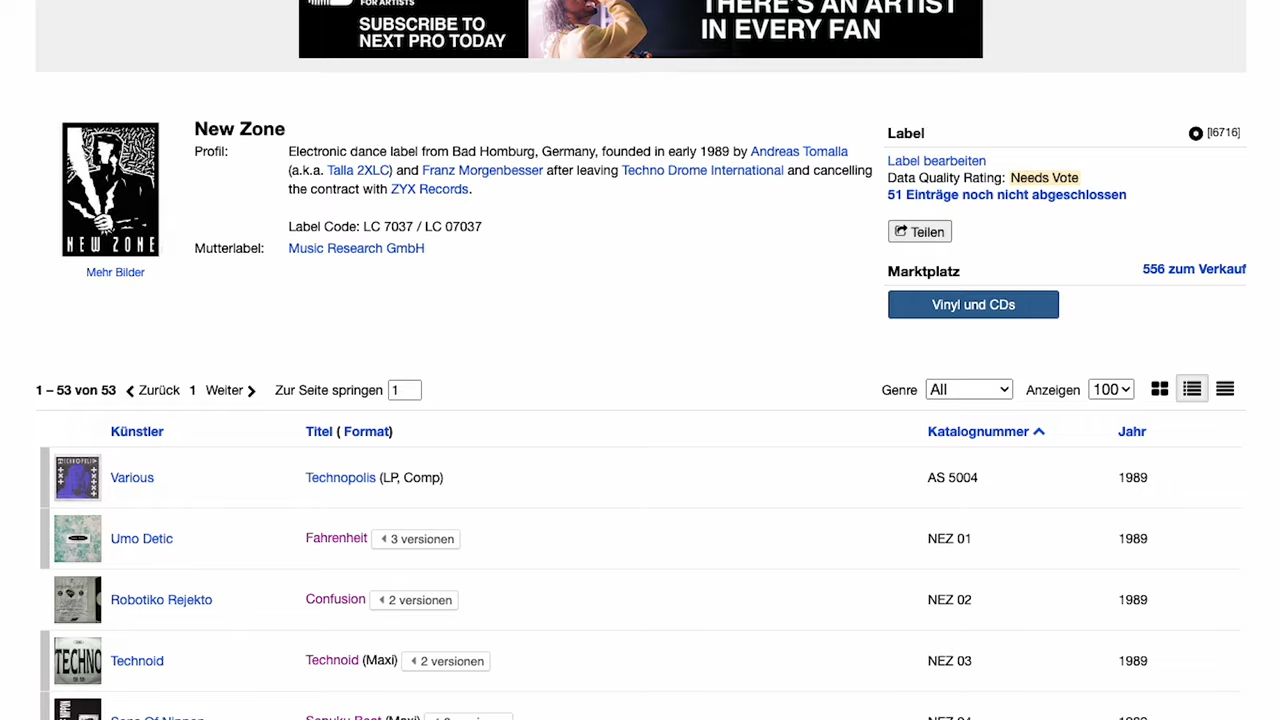 FOR ARTISTS
SUBSCRIBE TO
NEXT PRO TODAY
THERE'S AN ARTIST
IN EVERY FAN
NEW ZONE
Mehr Bilder
New Zone
Profil:
Electronic dance label from Bad Homburg, Germany, founded in early 1989 by Andreas Tomalla
(a.k.a. Talla 2XLC) and Franz Morgenbesser after leaving Techno Drome International and cancelling
the contract with ZYX Records.
Label Code: LC 7037 / LC 07037
Mutterlabel: Music Research GmbH
Label [l6716]
Label bearbeiten
Data Quality Rating: Needs Vote
51 Einträge noch nicht abgeschlossen
Teilen
Marktplatz 556 zum Verkauf
Vinyl und CDs
1 – 53 von 53 Zurück 1 Weiter Zur Seite springen 1 Genre All Anzeigen 100
Künstler Titel ( Format) Katalognummer Jahr
TECHNOPOLIS
Various Technopolis (LP, Comp) AS 5004 1989
Umo Detic Fahrenheit 3 versionen NEZ 01 1989
Robotiko Rejekto Confusion 2 versionen NEZ 02 1989
TECHNO
Technoid Technoid (Maxi) 2 versionen NEZ 03 1989